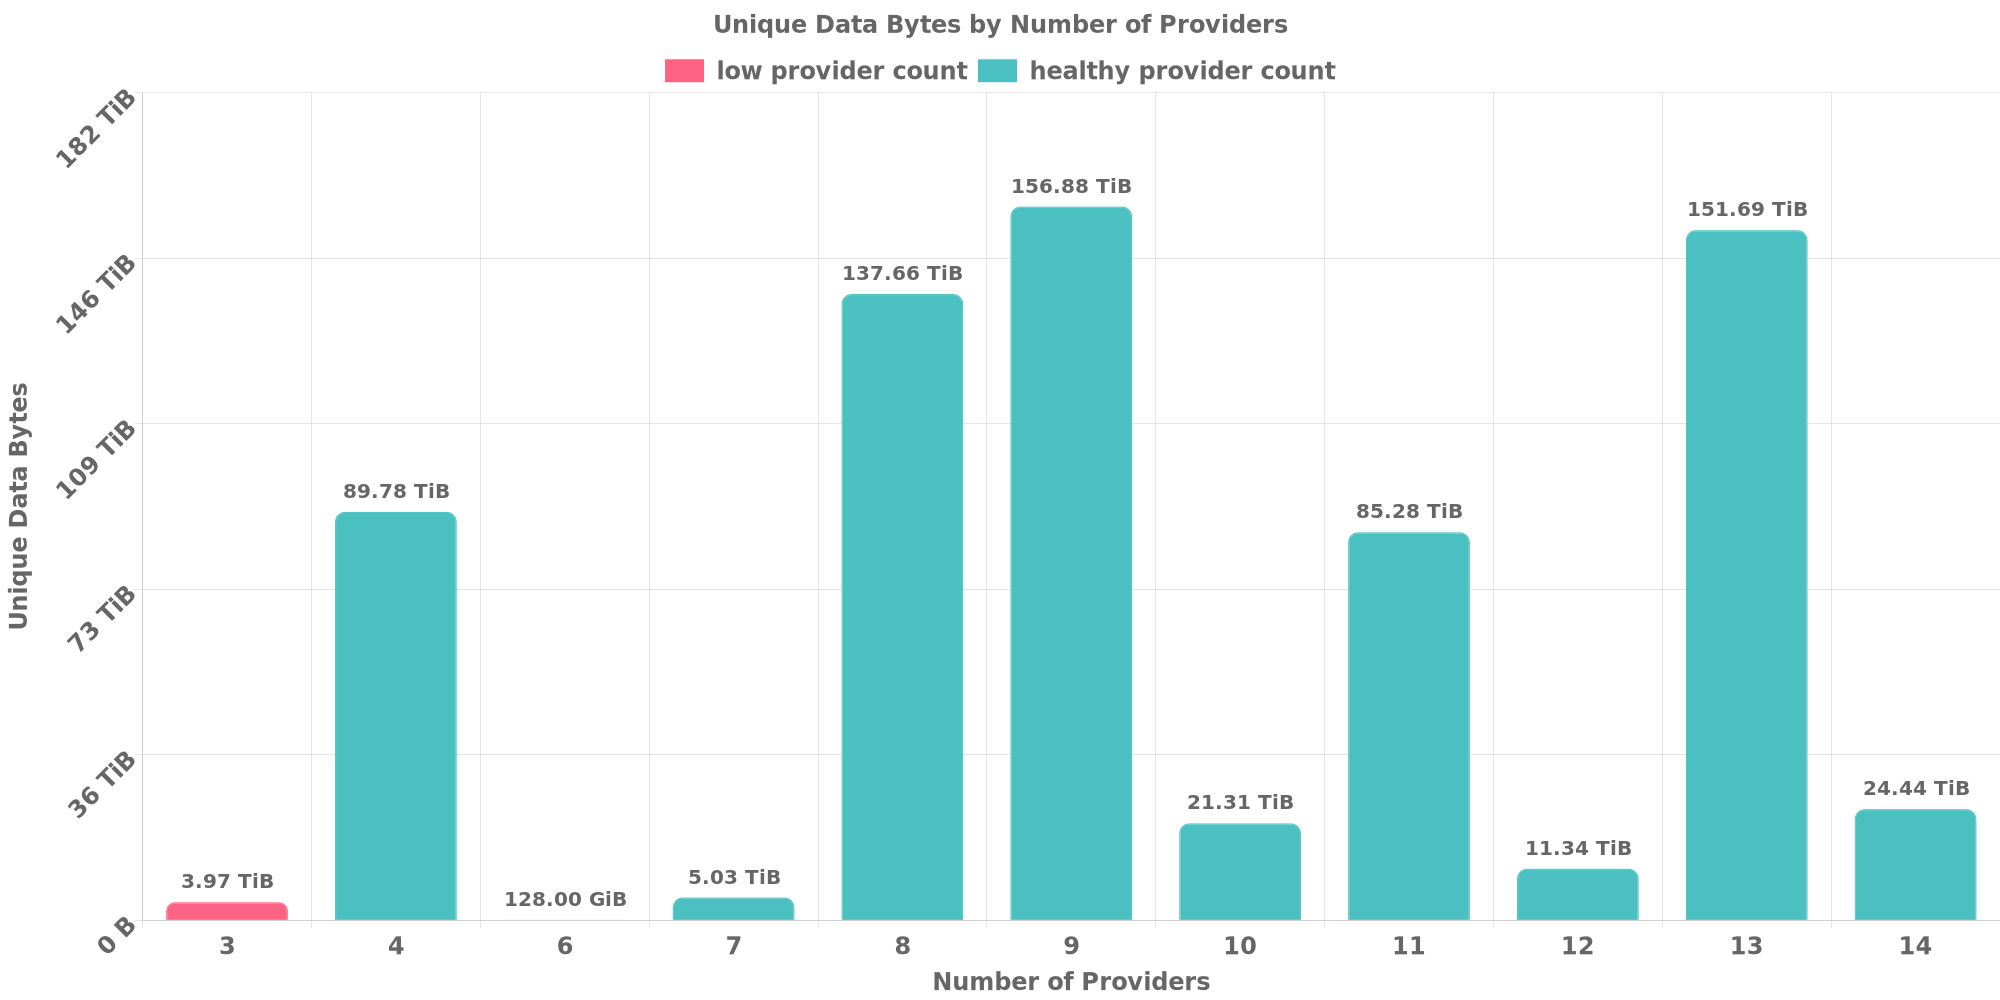 Unique Data Bytes by Number of Providers
low provider count healthy provider count
182 TiB
146 TiB
109 TiB
73 TiB
36 TiB
0 B
Unique Data Bytes
3.97 TiB
89.78 TiB
128.00 GiB
5.03 TiB
137.66 TiB
156.88 TiB
21.31 TiB
85.28 TiB
11.34 TiB
151.69 TiB
24.44 TiB
3 4 6 7 8 9 10 11 12 13 14
Number of Providers